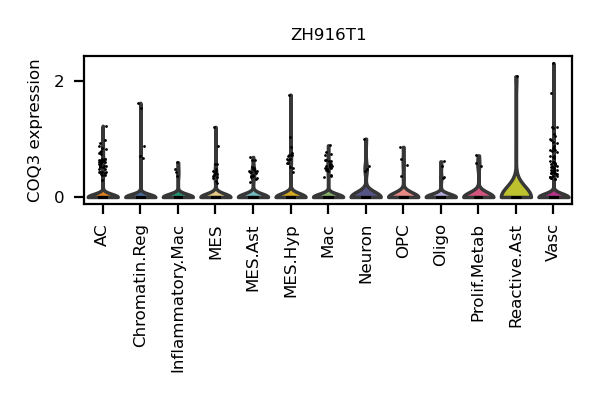 ZH916T1
COQ3 expression
2
0
AC
Chromatin.Reg
Inflammatory.Mac
MES
MES.Ast
MES.Hyp
Mac
Neuron
OPC
Oligo
Prolif.Metab
Reactive.Ast
Vasc